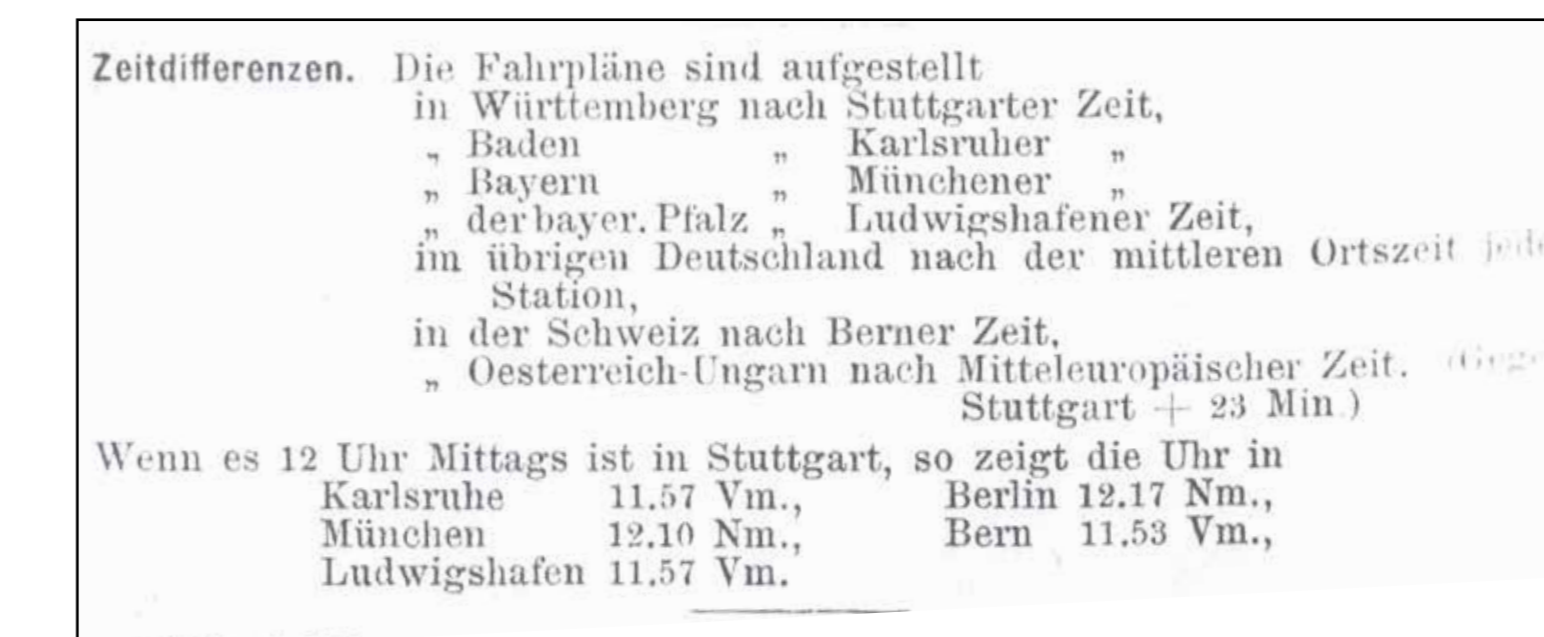 Zeitdifferenzen. Die Fahrpläne sind aufgestellt
in Württemberg nach Stuttgarter Zeit,
„ Baden „ Karlsruher „
„ Bayern „ Münchener „
„ der bayer. Pfalz „ Ludwigshafener Zeit,
im übrigen Deutschland nach der mittleren Ortszeit
Station,
in der Schweiz nach Berner Zeit,
„ Oesterreich-Ungarn nach Mitteleuropäischer Zeit.
Stuttgart + 23 Min.)
Wenn es 12 Uhr Mittags ist in Stuttgart, so zeigt die Uhr in
Karlsruhe 11.57 Vm., Berlin 12.17 Nm.,
München 12.10 Nm., Bern 11.53 Vm.,
Ludwigshafen 11.57 Vm.